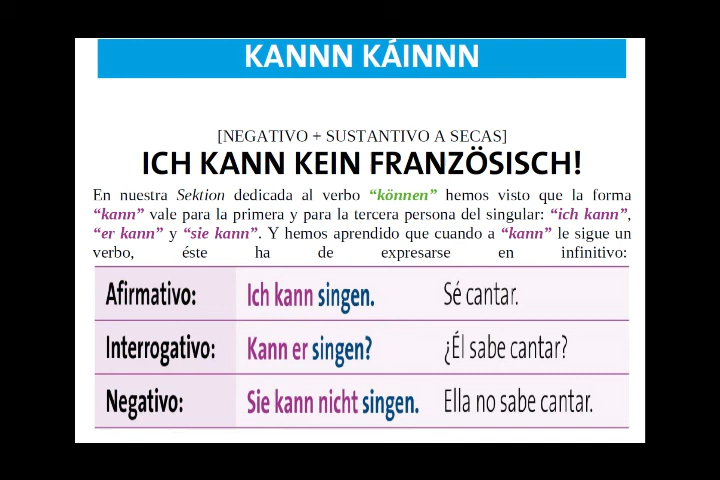 KANNN KÁINNN
[NEGATIVO + SUSTANTIVO A SECAS]
ICH KANN KEIN FRANZÖSISCH!
En nuestra Sektion dedicada al verbo “können” hemos visto que la forma
“kann” vale para la primera y para la tercera persona del singular: “ich kann”,
“er kann” y “sie kann”. Y hemos aprendido que cuando a “kann” le sigue un
verbo, éste ha de expresarse en infinitivo:
Afirmativo: Ich kann singen. Sé cantar.
Interrogativo: Kann er singen? ¿Él sabe cantar?
Negativo: Sie kann nicht singen. Ella no sabe cantar.